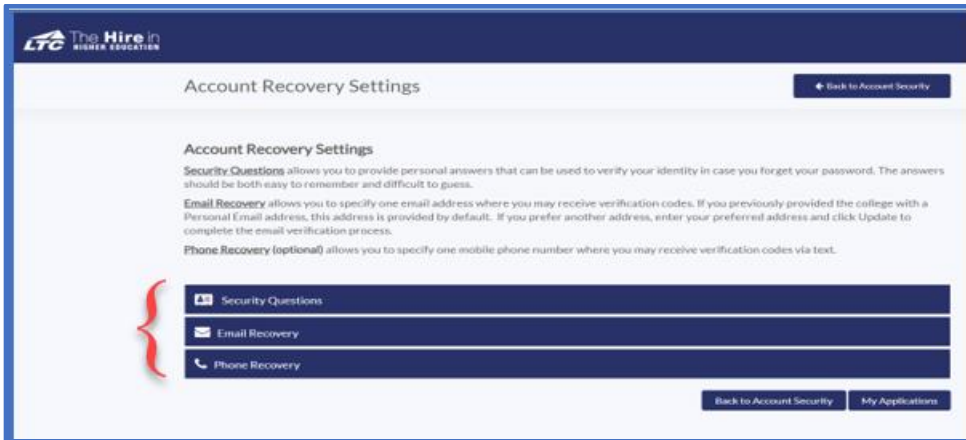 LTC The Hire in
HIGHER EDUCATION
Account Recovery Settings
← Back to Account Security
Account Recovery Settings
Security Questions allows you to provide personal answers that can be used to verify your identity in case you forget your password. The answers
should be both easy to remember and difficult to guess.
Email Recovery allows you to specify one email address where you may receive verification codes. If you previously provided the college with a
Personal Email address, this address is provided by default. If you prefer another address, enter your preferred address and click Update to
complete the email verification process.
Phone Recovery (optional) allows you to specify one mobile phone number where you may receive verification codes via text.
Security Questions
Email Recovery
Phone Recovery
Back to Account Security My Applications